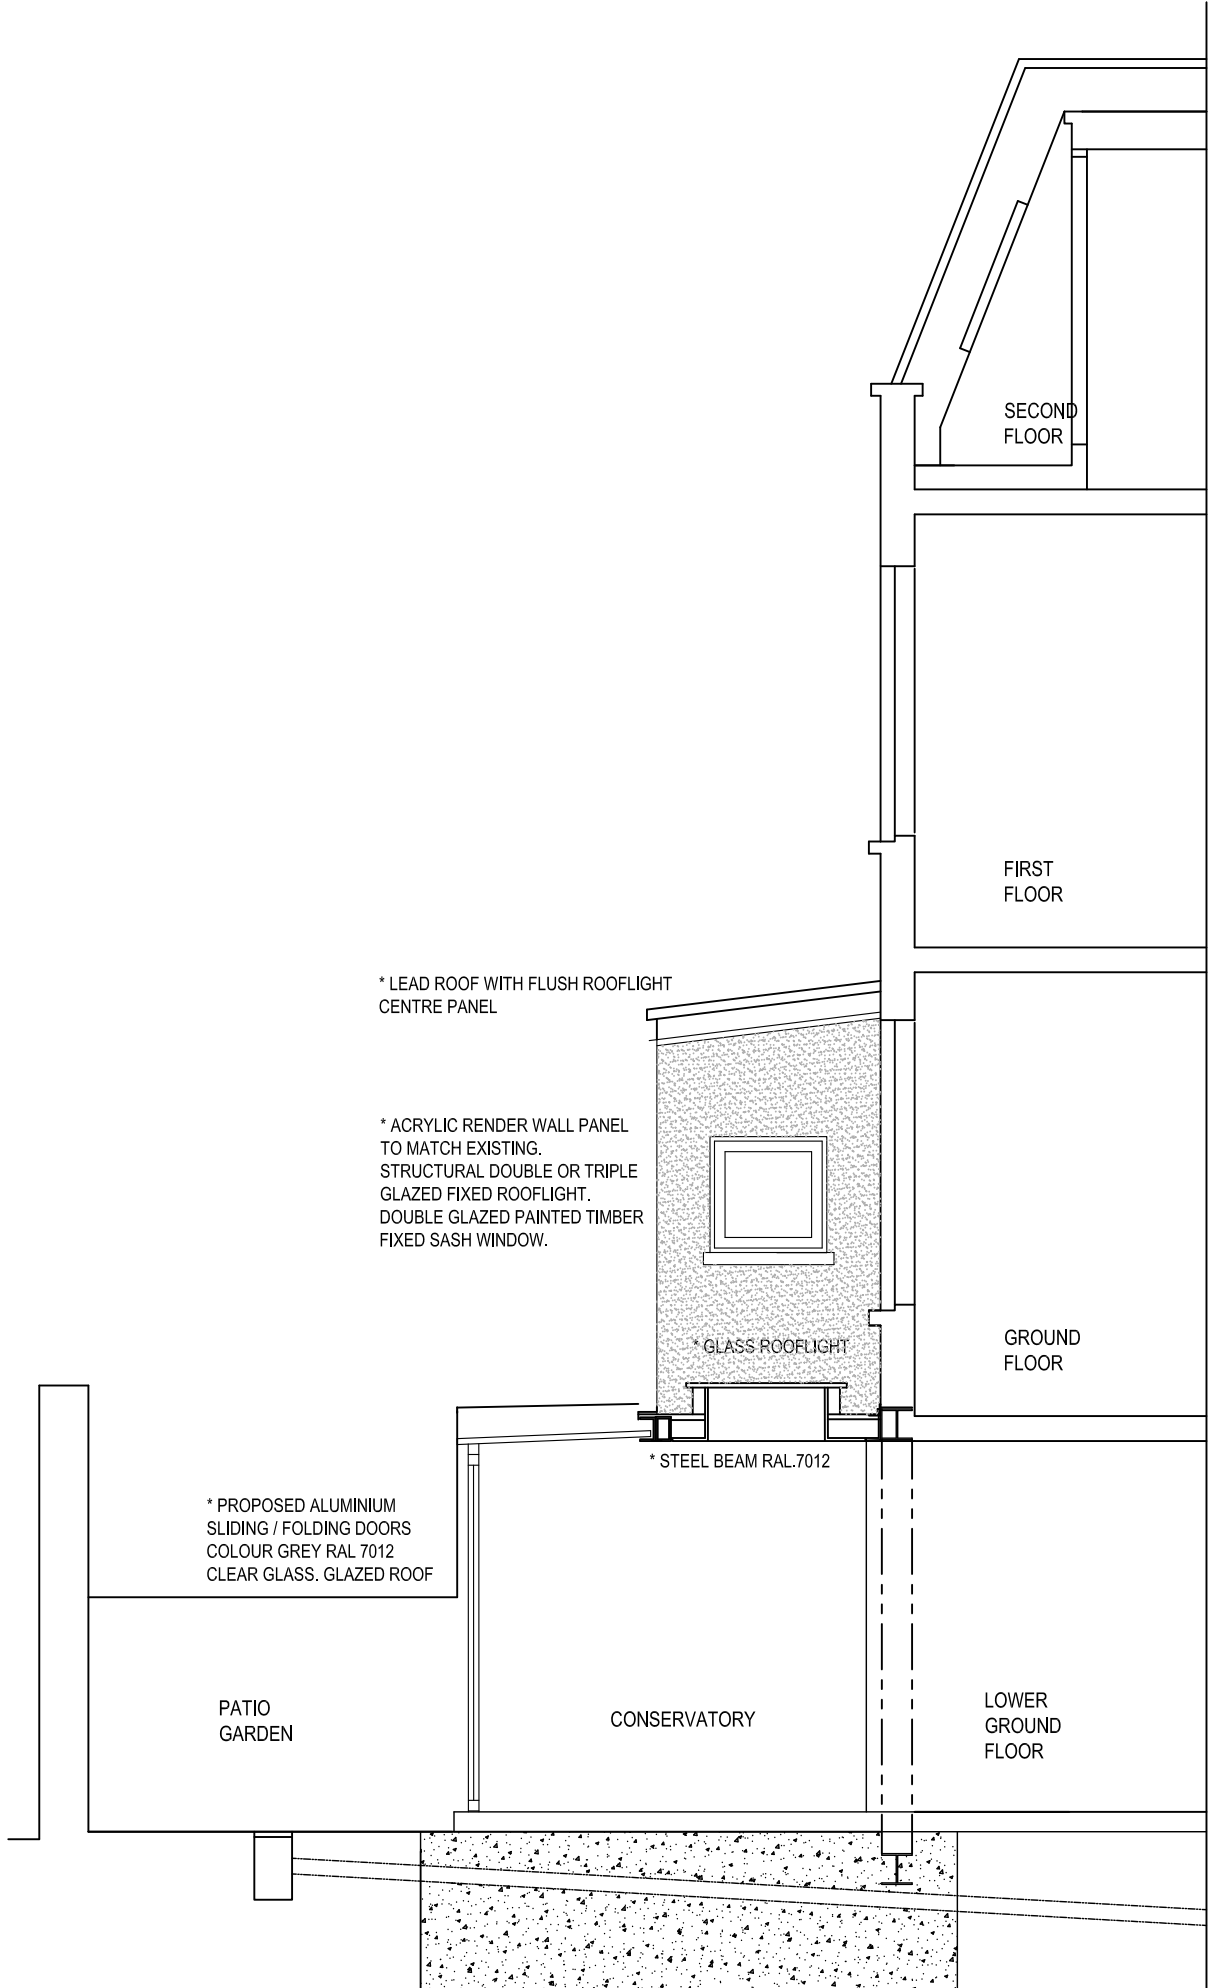 SECOND
FLOOR
FIRST
FLOOR
* LEAD ROOF WITH FLUSH ROOFLIGHT
CENTRE PANEL
* ACRYLIC RENDER WALL PANEL
TO MATCH EXISTING.
STRUCTURAL DOUBLE OR TRIPLE
GLAZED FIXED ROOFLIGHT.
DOUBLE GLAZED PAINTED TIMBER
FIXED SASH WINDOW.
* GLASS ROOFLIGHT
GROUND
FLOOR
* STEEL BEAM RAL.7012
* PROPOSED ALUMINIUM
SLIDING / FOLDING DOORS
COLOUR GREY RAL 7012
CLEAR GLASS. GLAZED ROOF
PATIO
GARDEN
CONSERVATORY
LOWER
GROUND
FLOOR